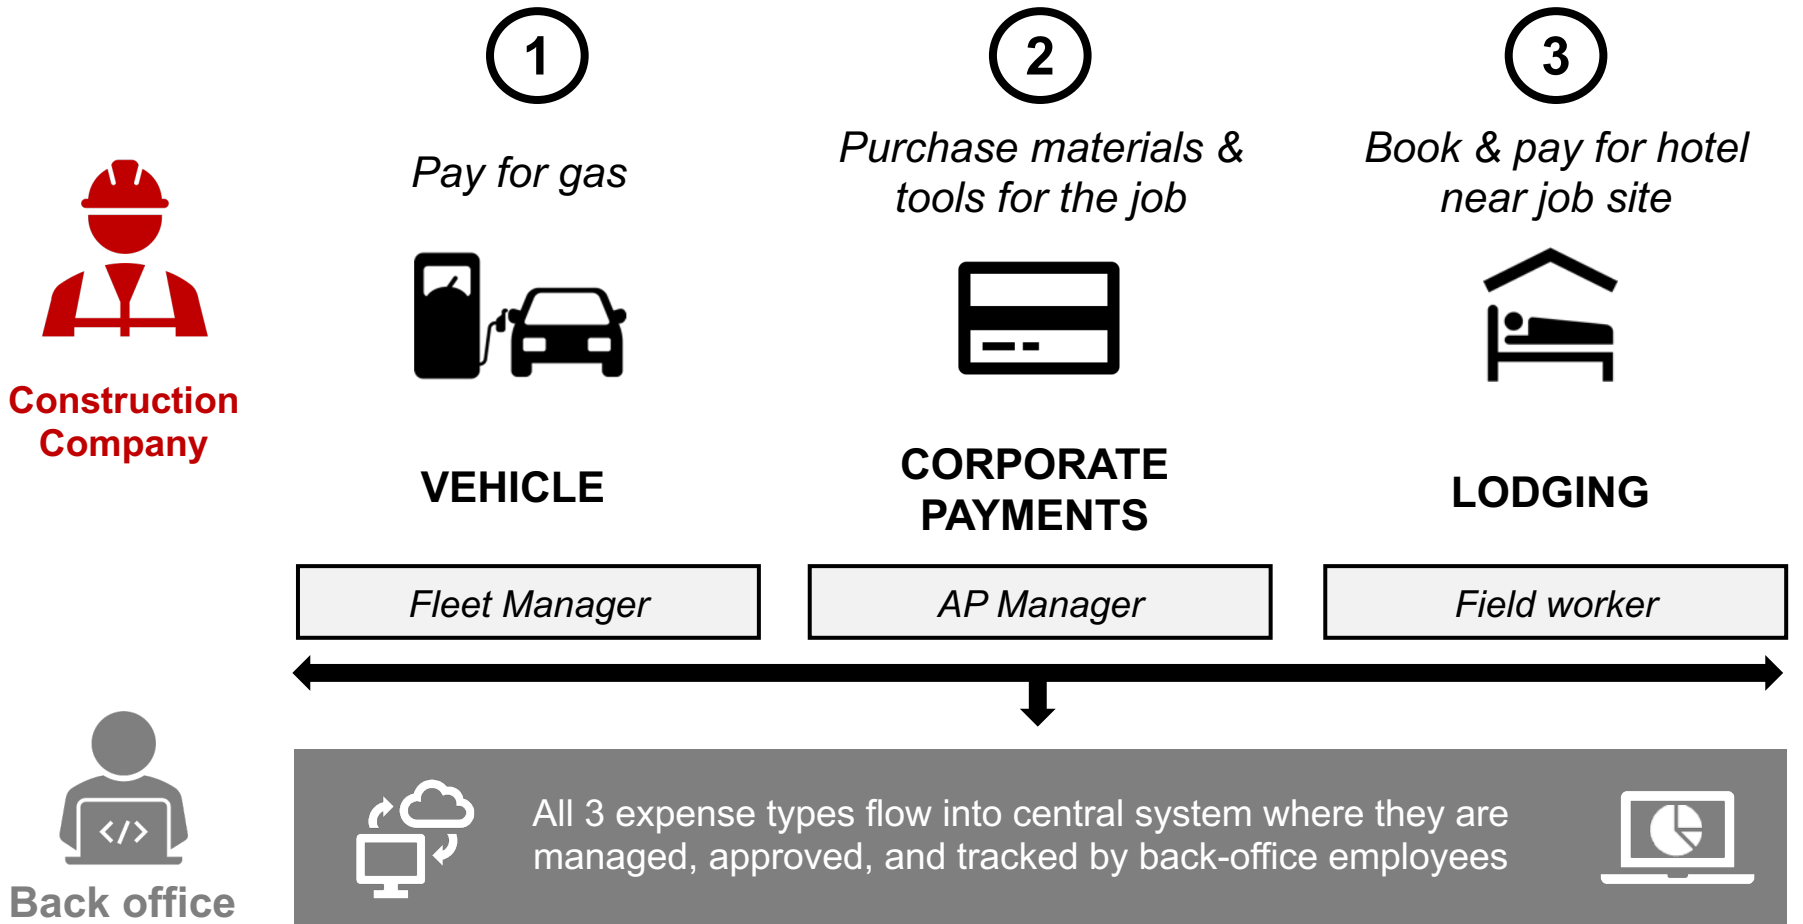 1
2
3
Pay for gas
Purchase materials &
tools for the job
Book & pay for hotel
near job site
Construction
Company
VEHICLE
CORPORATE
PAYMENTS
LODGING
Fleet Manager
AP Manager
Field worker
</>
Back office
All 3 expense types flow into central system where they are
managed, approved, and tracked by back-office employees